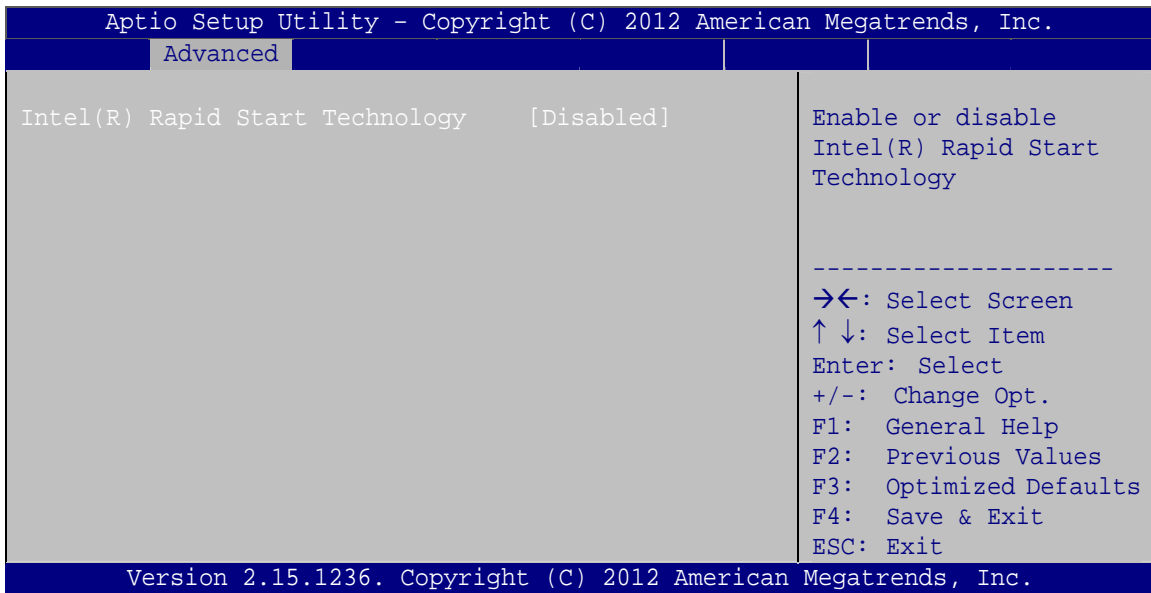 Aptio Setup Utility – Copyright (C) 2012 American Megatrends, Inc.
Advanced
Intel(R) Rapid Start Technology [Disabled]
Enable or disable
Intel(R) Rapid Start
Technology
---------------------
→←: Select Screen
↑ ↓: Select Item
Enter: Select
+/-: Change Opt.
F1: General Help
F2: Previous Values
F3: Optimized Defaults
F4: Save & Exit
ESC: Exit
Version 2.15.1236. Copyright (C) 2012 American Megatrends, Inc.